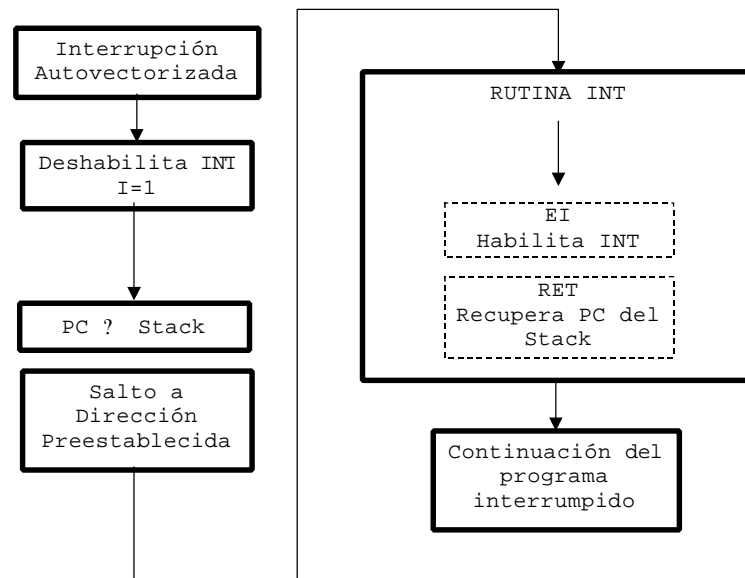 Interrupción
Autovectorizada
Deshabilita INT
I=1
PC ? Stack
Salto a
Dirección
Preestablecida
RUTINA INT
EI
Habilita INT
RET
Recupera PC del
Stack
Continuación del
programa
interrumpido